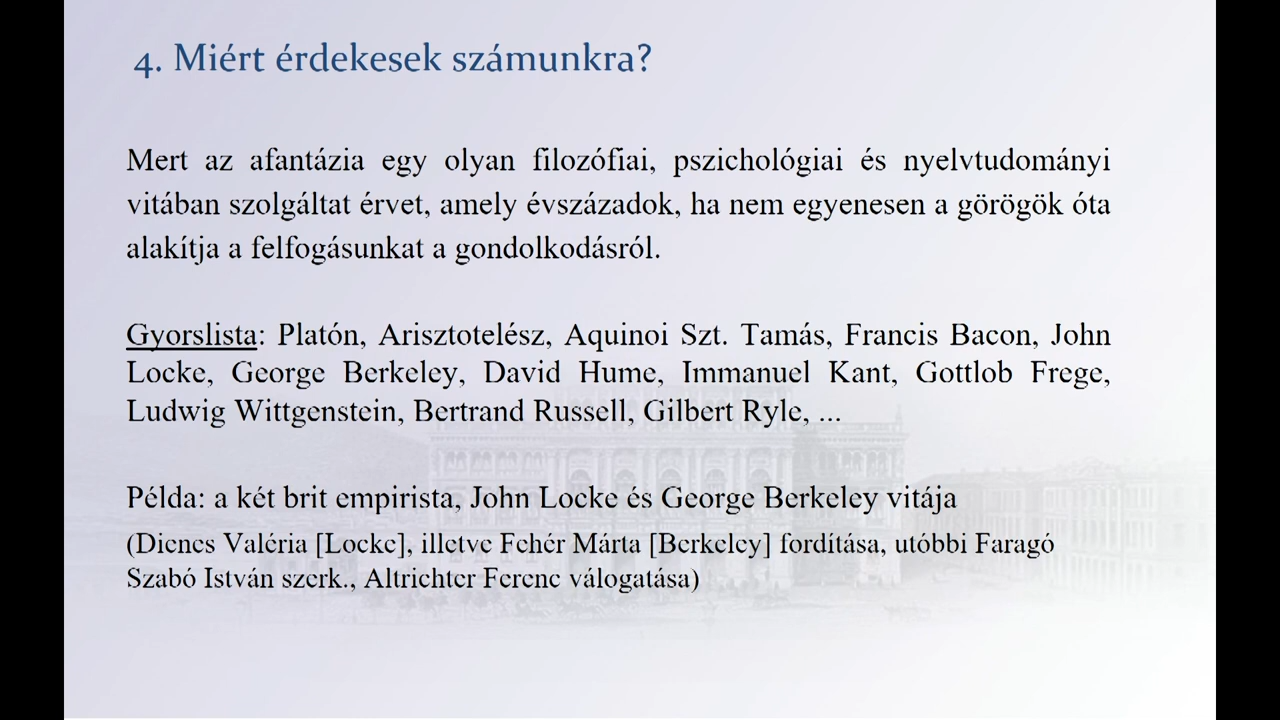 4. Miért érdekesek számunkra?
Mert az afantázia egy olyan filozófiai, pszichológiai és nyelvtudományi
vitában szolgáltat érvet, amely évszázadok, ha nem egyenesen a görögök óta
alakítja a felfogásunkat a gondolkodásról.
Gyorslista: Platón, Arisztotelész, Aquinoi Szt. Tamás, Francis Bacon, John
Locke, George Berkeley, David Hume, Immanuel Kant, Gottlob Frege,
Ludwig Wittgenstein, Bertrand Russell, Gilbert Ryle, ...
Példa: a két brit empirista, John Locke és George Berkeley vitája
(Dienes Valéria [Locke], illetve Fehér Márta [Berkeley] fordítása, utóbbi Faragó
Szabó István szerk., Altrichter Ferenc válogatása)